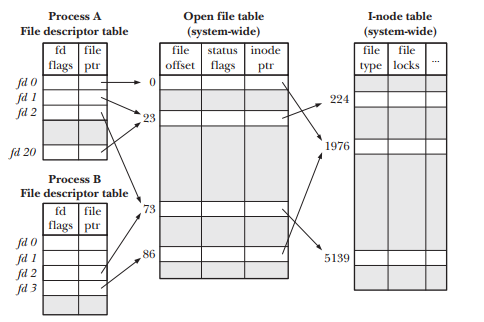 Process A
File descriptor table
fd
flags
file
ptr
fd 0
fd 1
fd 2
fd 20
Process B
File descriptor table
fd
flags
file
ptr
fd 0
fd 1
fd 2
fd 3
Open file table
(system-wide)
file
offset
status
flags
inode
ptr
0
23
73
86
I-node table
(system-wide)
file
type
file
locks
...
224
1976
5139